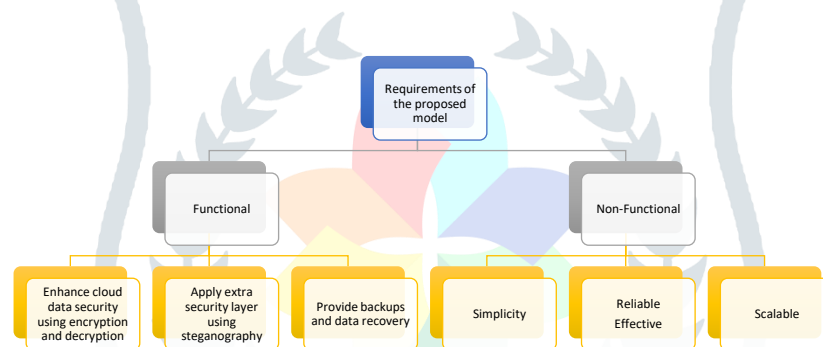 Requirements of
the proposed
model
Functional
Non-Functional
Enhance cloud
data security
using encryption
and decryption
Apply extra
security layer
using
steganography
Provide backups
and data recovery
Simplicity
Reliable
Effective
Scalable